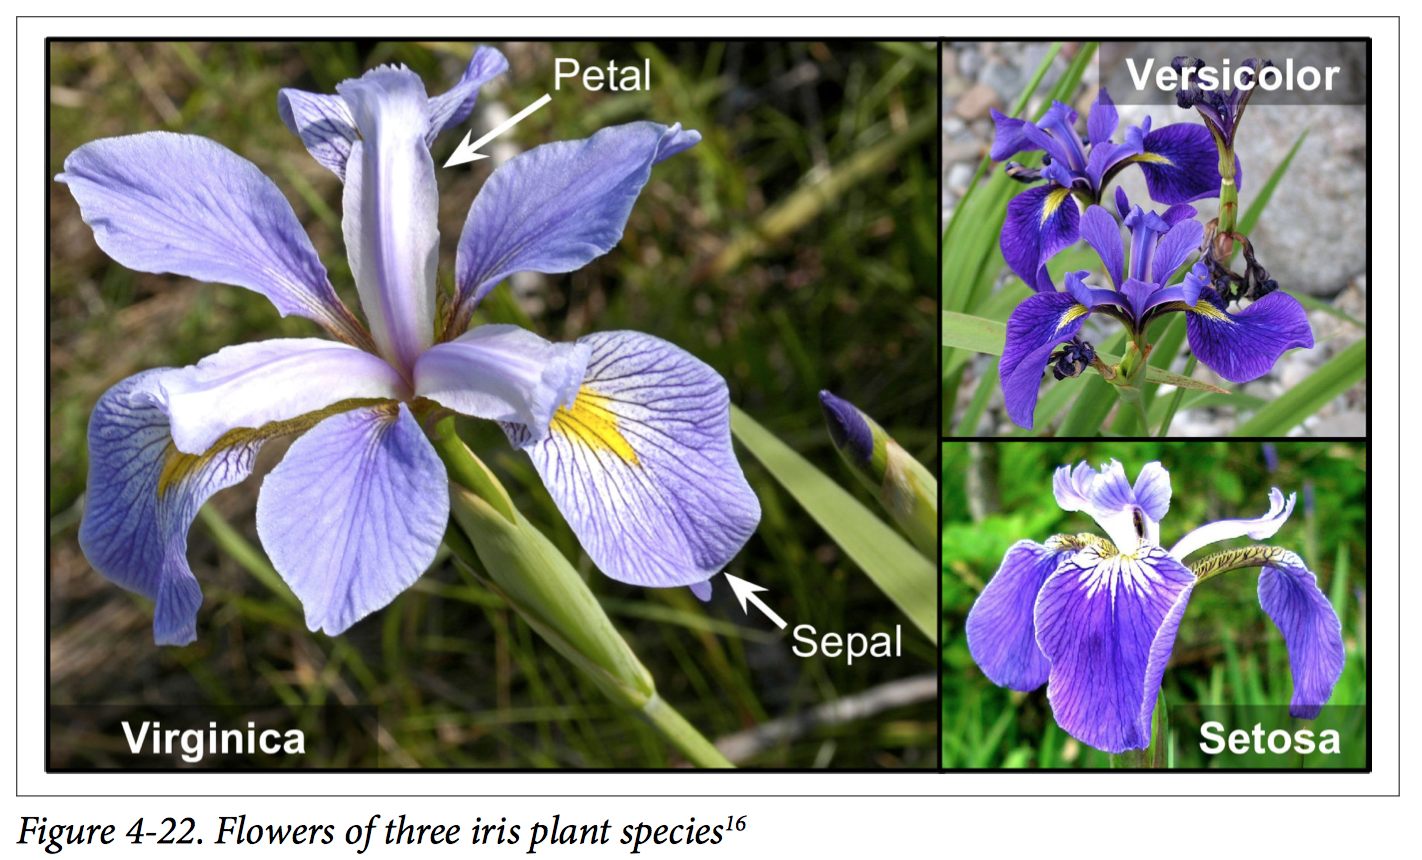 Petal
Versicolor
Sepal
Virginica
Setosa
Figure 4-22. Flowers of three iris plant species16